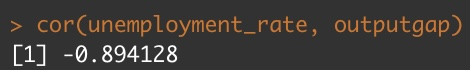 > cor(unemployment_rate, outputgap)
[1] -0.894128